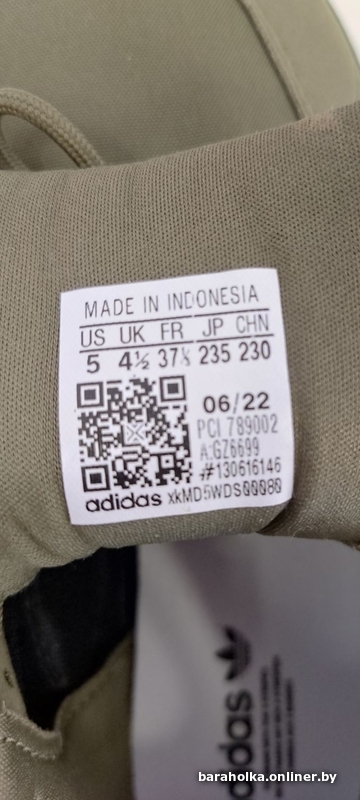 MADE IN INDONESIA
US UK FR JP CHN
5 4½ 37⅓ 235 230
06/22
PCI 789002
A:GZ6699
#130616146
adidas xkMD5WDS00080
adidas
baraholka.onliner.by